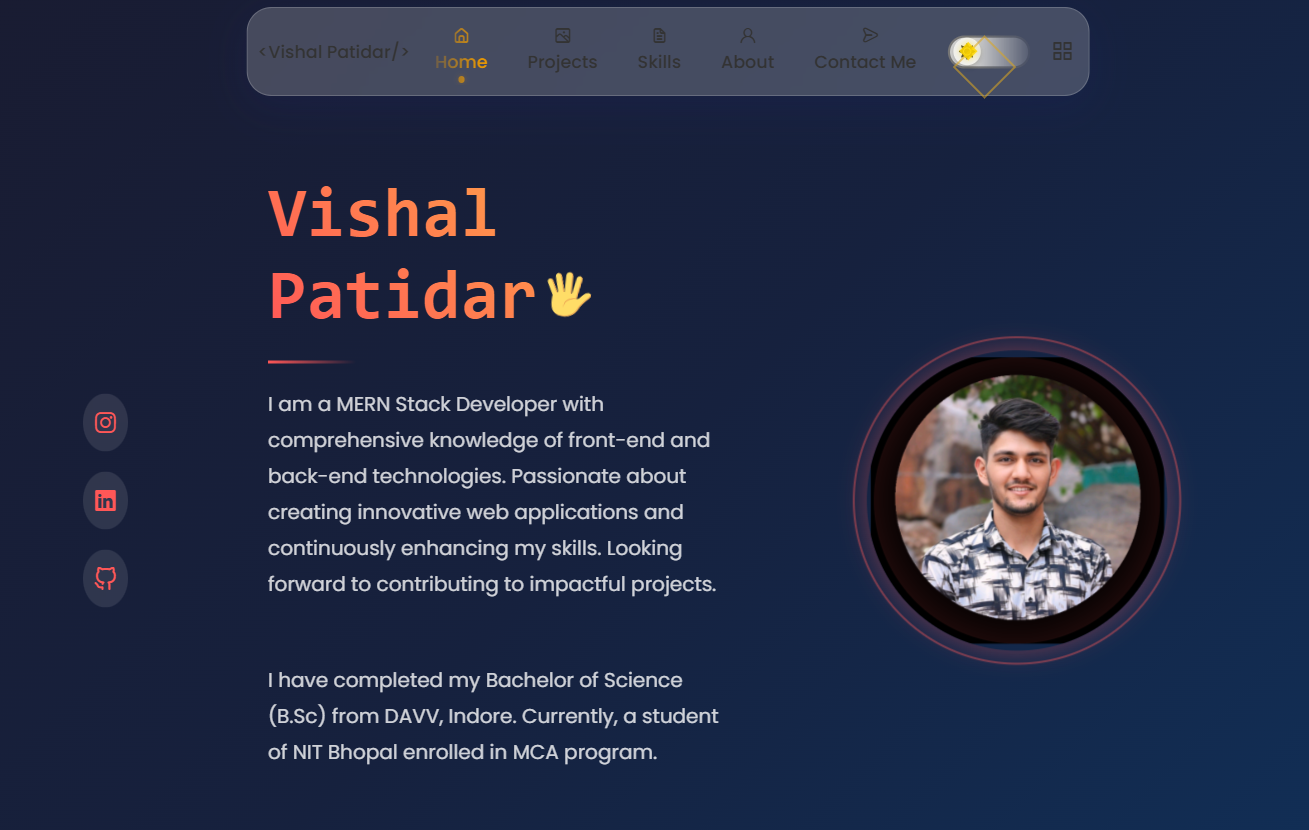 <Vishal Patidar/>
Home
Projects
Skills
About
Contact Me
Vishal
Patidar
I am a MERN Stack Developer with
comprehensive knowledge of front-end and
back-end technologies. Passionate about
creating innovative web applications and
continuously enhancing my skills. Looking
forward to contributing to impactful projects.
I have completed my Bachelor of Science
(B.Sc) from DAVV, Indore. Currently, a student
of NIT Bhopal enrolled in MCA program.